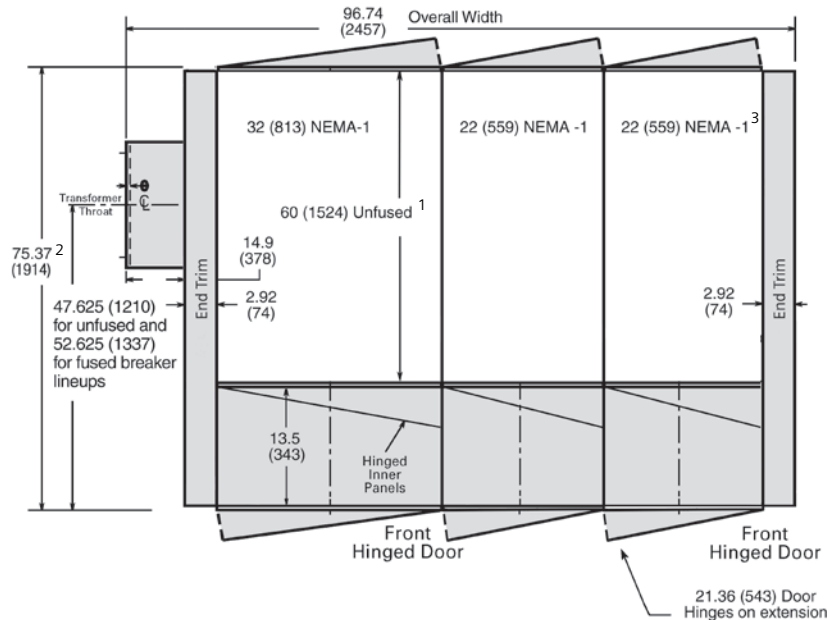 96.74
(2457)
Overall Width
32 (813) NEMA-1
22 (559) NEMA -1
22 (559) NEMA -1 3
60 (1524) Unfused 1
Transformer
Throat
CL
75.37 2
(1914)
14.9
(378)
2.92
(74)
2.92
(74)
End Trim
End Trim
47.625 (1210)
for unfused and
52.625 (1337)
for fused breaker
lineups
13.5
(343)
Hinged
Inner
Panels
Front
Hinged Door
Front
Hinged Door
21.36 (543) Door
Hinges on extension